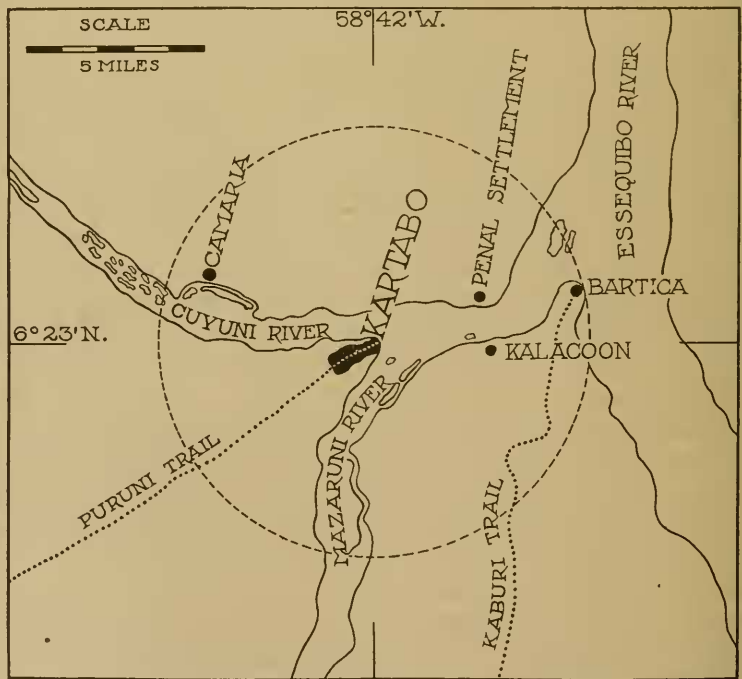 SCALE
5 MILES
58°42'W.
ESSEQUIBO RIVER
PENAL SETTLEMENT
CAMARIA
KARTABO
BARTICA
CUYUNI RIVER
6°23'N.
KALACOON
MAZARUNI RIVER
PURUNI TRAIL
KABURI TRAIL